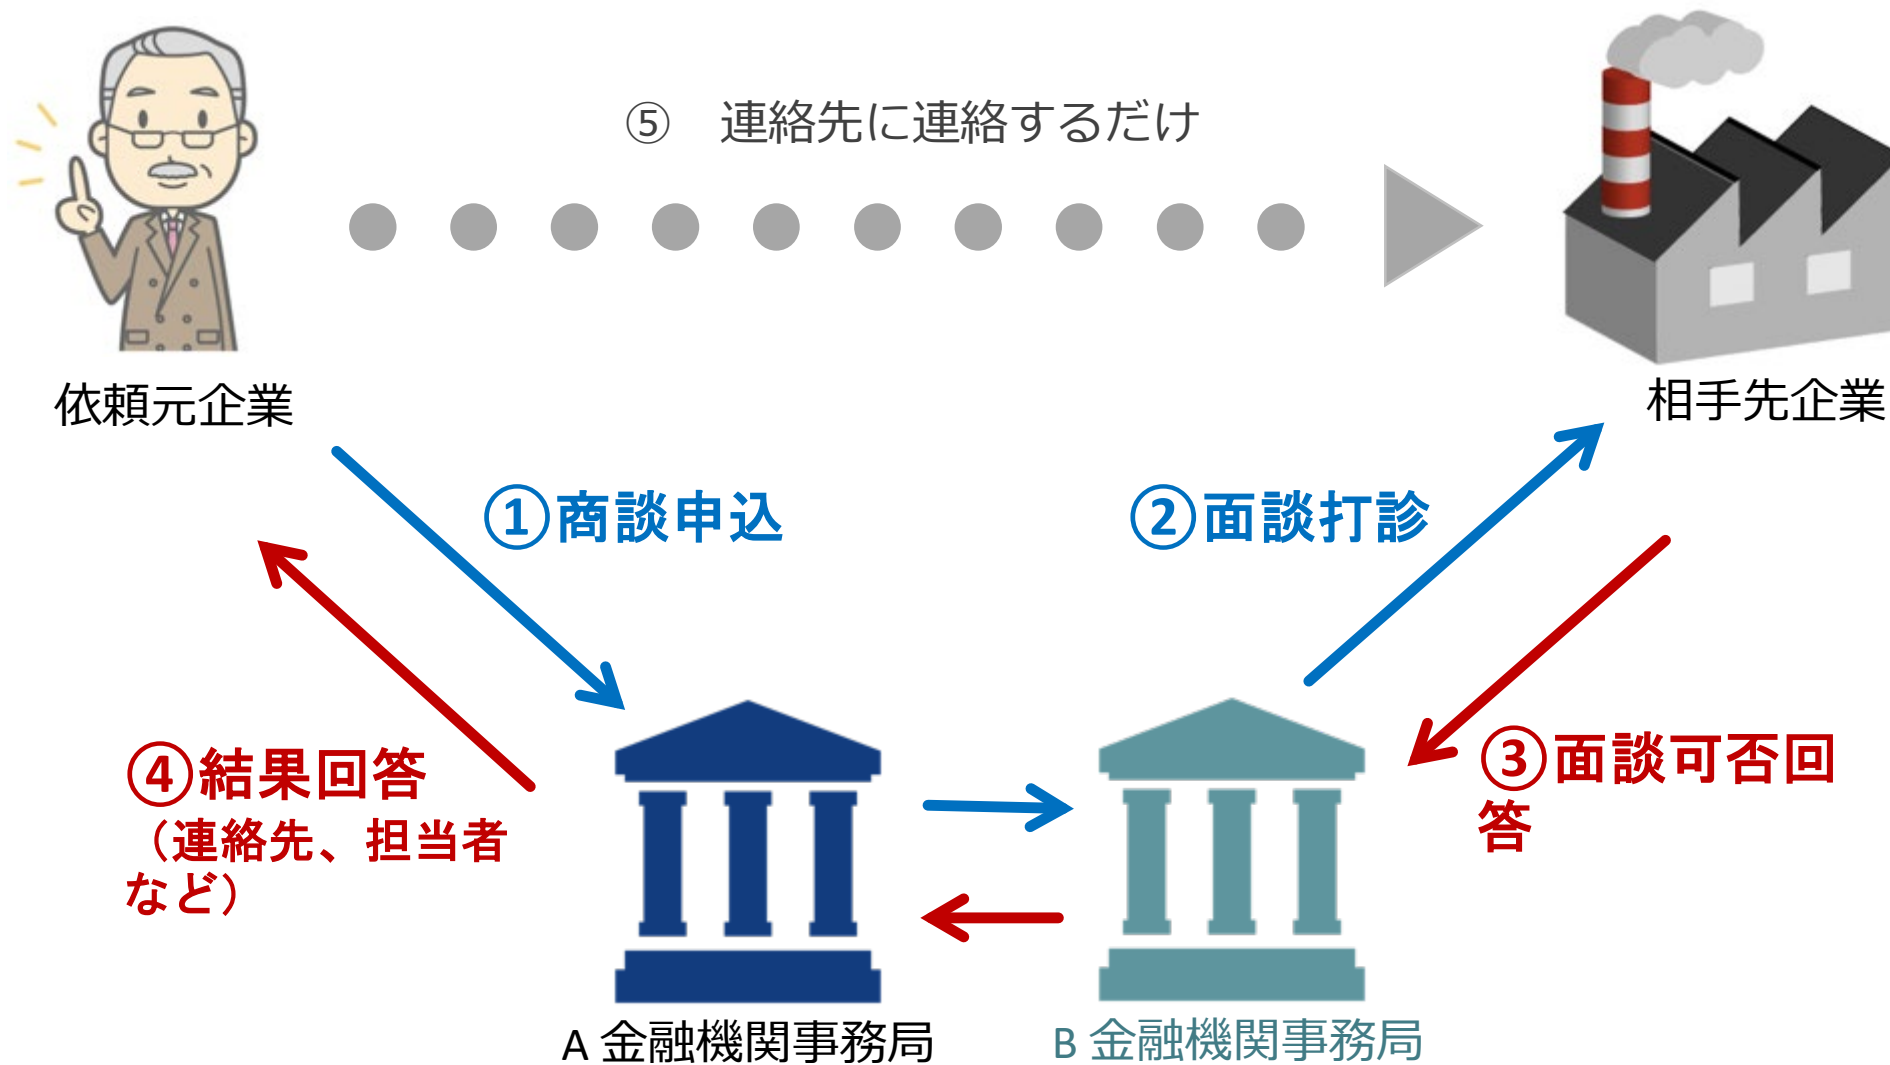 ⑤　連絡先に連絡するだけ
依頼元企業
相手先企業
①商談申込
②面談打診
④結果回答
（連絡先、担当者
など）
③面談可否回
答
A 金融機関事務局
B 金融機関事務局